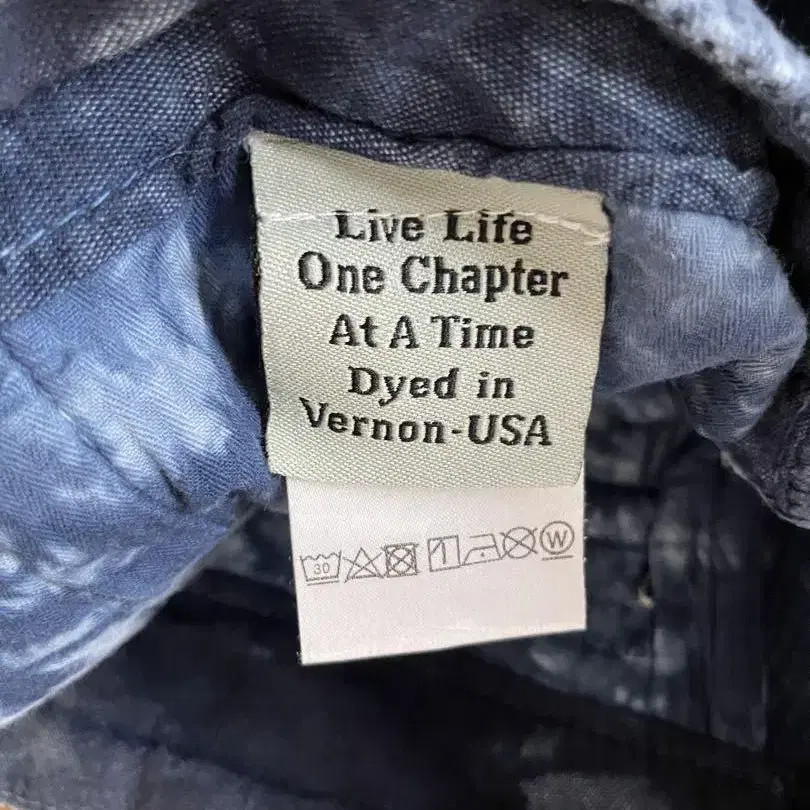 Live Life
One Chapter
At A Time
Dyed in
Vernon-USA
30 W